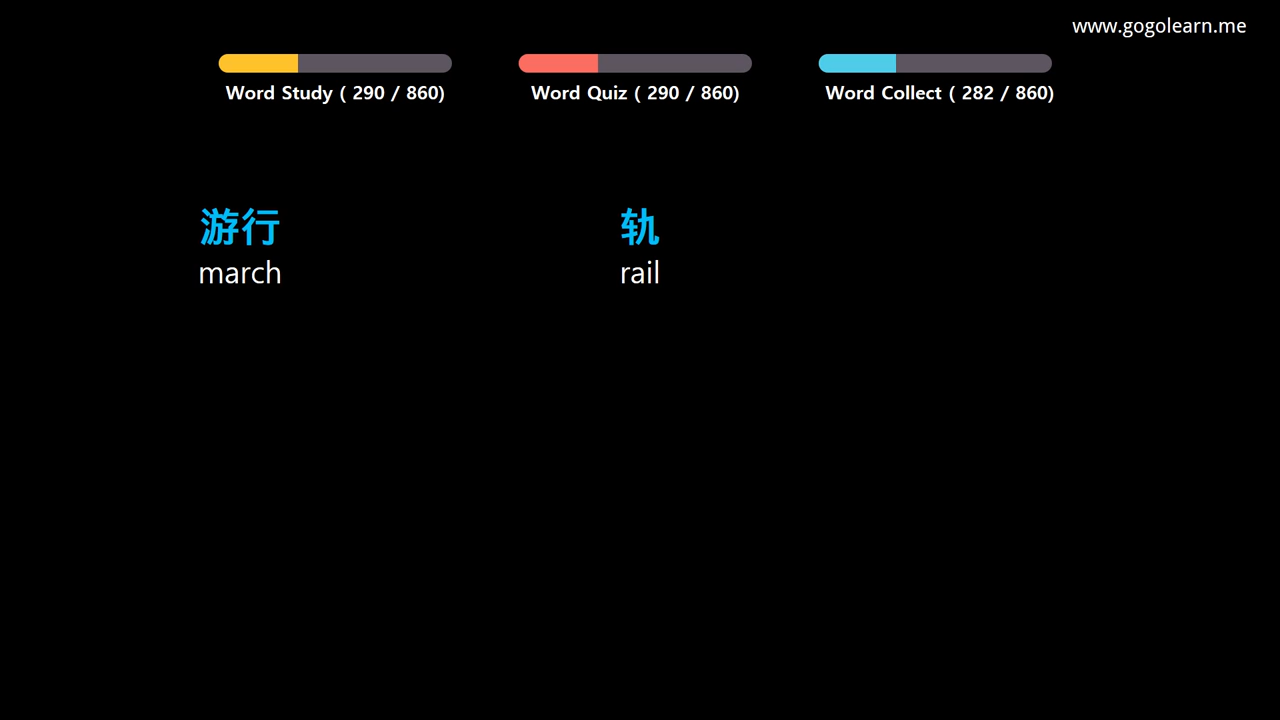 www.gogolearn.me
Word Study ( 290 / 860)
Word Quiz ( 290 / 860)
Word Collect ( 282 / 860)
游行
轨
march
rail